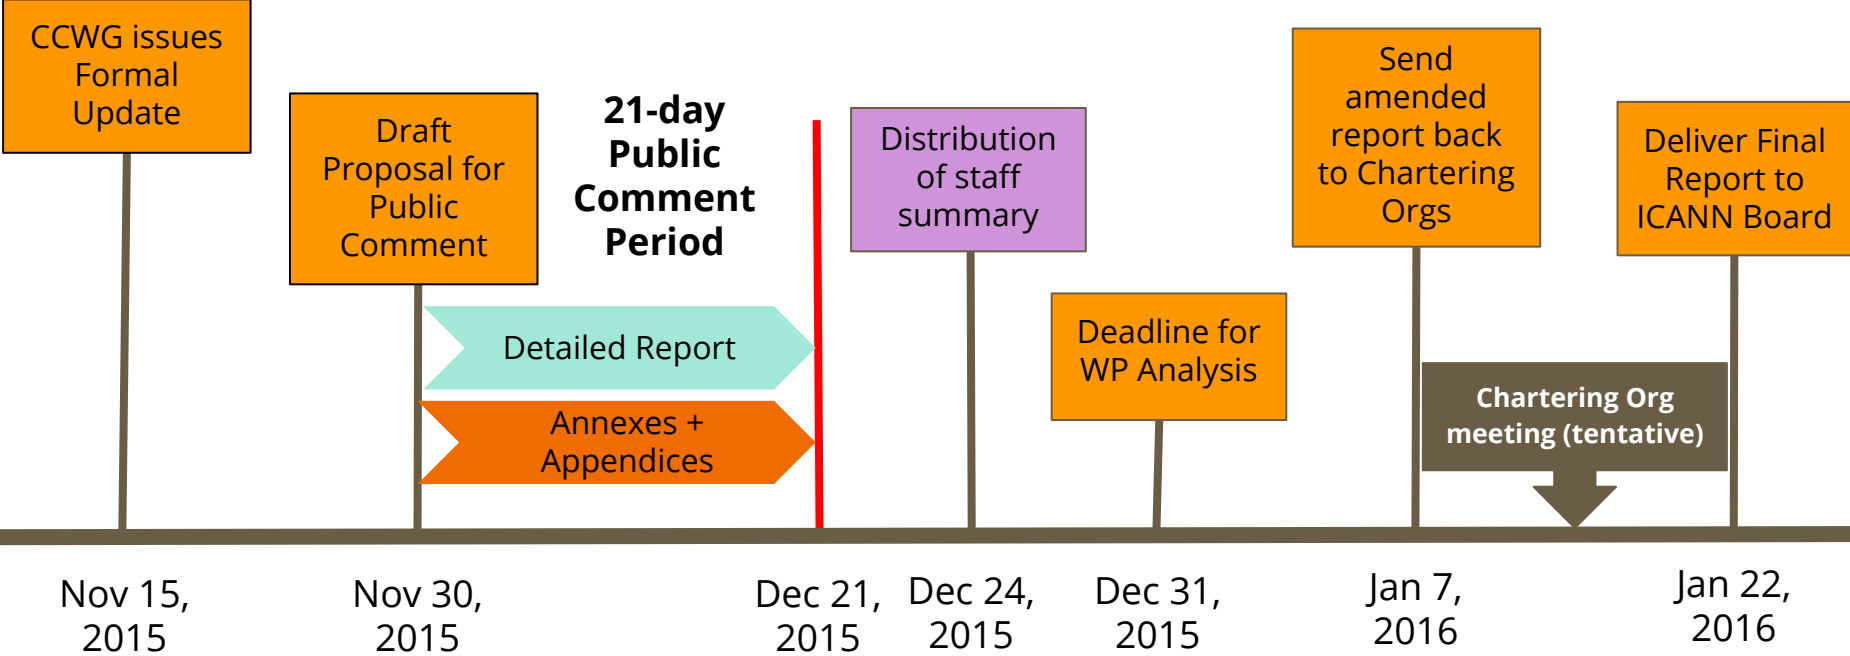 CCWG issues
Formal
Update
Draft
Proposal for
Public
Comment
21-day
Public
Comment
Period
Detailed Report
Annexes +
Appendices
Distribution
of staff
summary
Deadline for
WP Analysis
Send
amended
report back
to Chartering
Orgs
Chartering Org
meeting (tentative)
Deliver Final
Report to
ICANN Board
Nov 15,
2015
Nov 30,
2015
Dec 21,
2015
Dec 24,
2015
Dec 31,
2015
Jan 7,
2016
Jan 22,
2016